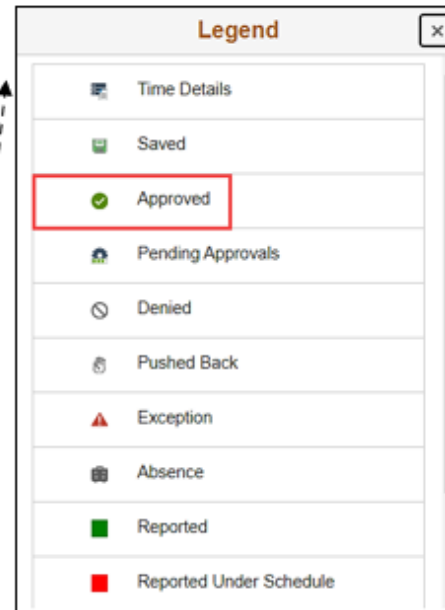 Legend
Time Details
Saved
Approved
Pending Approvals
Denied
Pushed Back
Exception
Absence
Reported
Reported Under Schedule